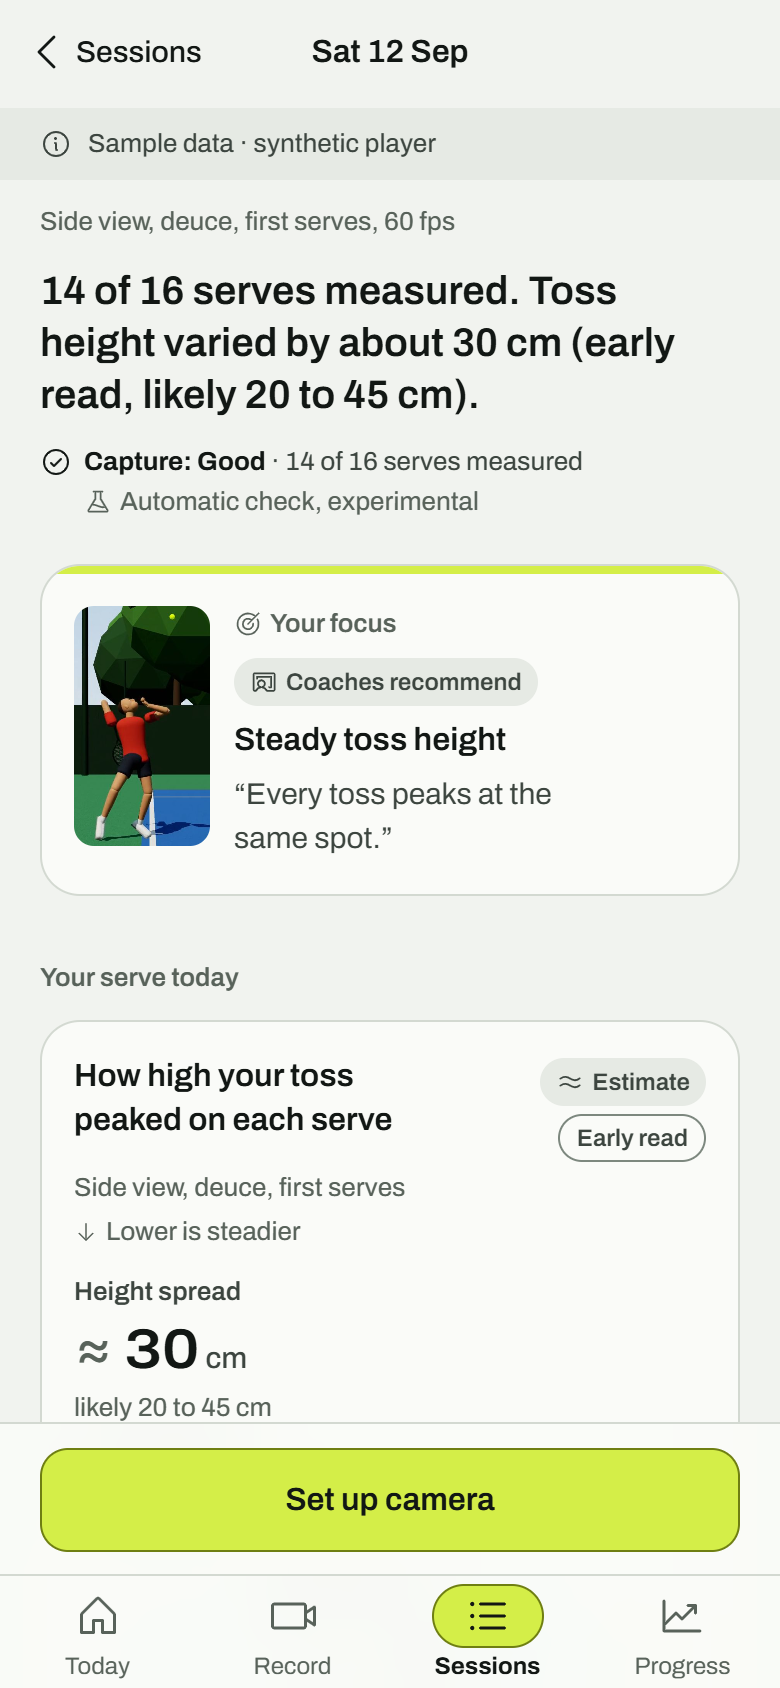 Sessions
Sat 12 Sep
Sample data · synthetic player
Side view, deuce, first serves, 60 fps
14 of 16 serves measured. Toss
height varied by about 30 cm (early
read, likely 20 to 45 cm).
Capture: Good · 14 of 16 serves measured
Automatic check, experimental
Your focus
Coaches recommend
Steady toss height
“Every toss peaks at the
same spot.”
Your serve today
How high your toss
peaked on each serve
Estimate
Early read
Side view, deuce, first serves
↓ Lower is steadier
Height spread
≈ 30 cm
likely 20 to 45 cm
Set up camera
Today
Record
Sessions
Progress